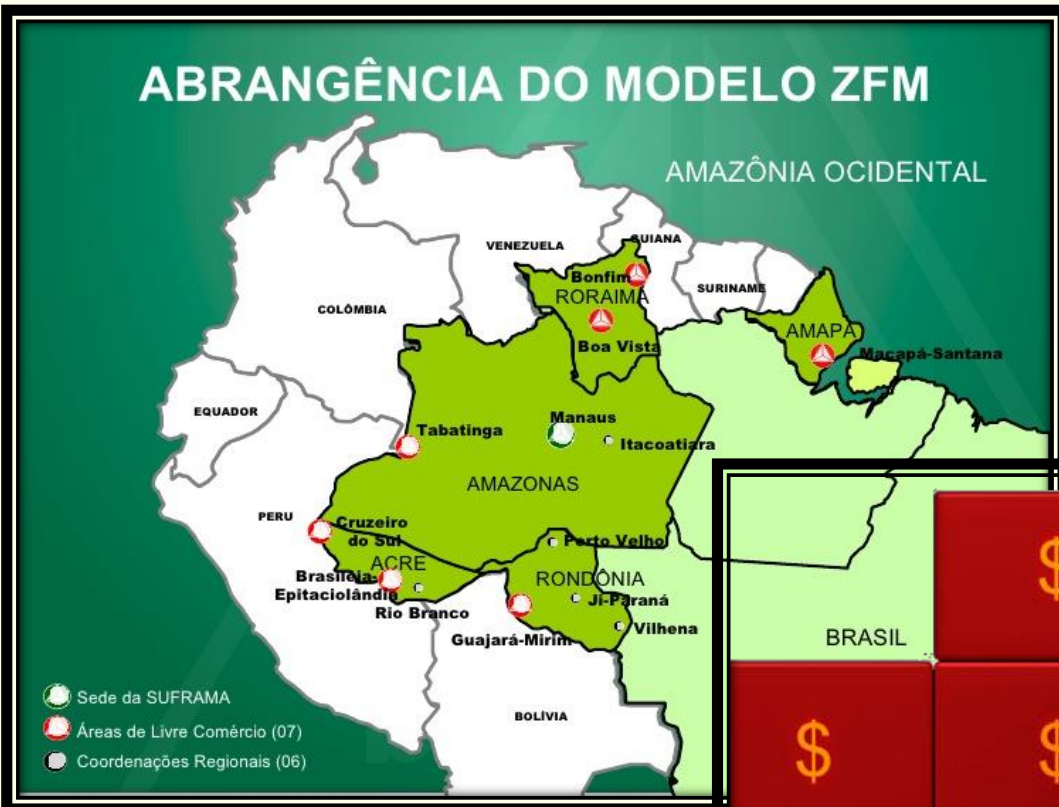 ABRANGÊNCIA DO MODELO ZFM
AMAZÔNIA OCIDENTAL
VENEZUELA
GUIANA
Bonfim
RORAIMA
SURINAME
COLÔMBIA
AMAPÁ
Boa Vista
Macapá-Santana
EQUADOR
Tabatinga
Manaus
Itacoatiara
AMAZONAS
PERU
Cruzeiro
do Sul
Porto Velho
ACRE
Brasileia-
Epitaciolândia
RONDÔNIA
Ji-Paraná
Rio Branco
Guajará-Mirim
Vilhena
BRASIL
BOLÍVIA
Sede da SUFRAMA
Áreas de Livre Comércio (07)
Coordenações Regionais (06)
$
$ $